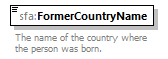 sfa:FormerCountryName
The name of the country where
the person was born.